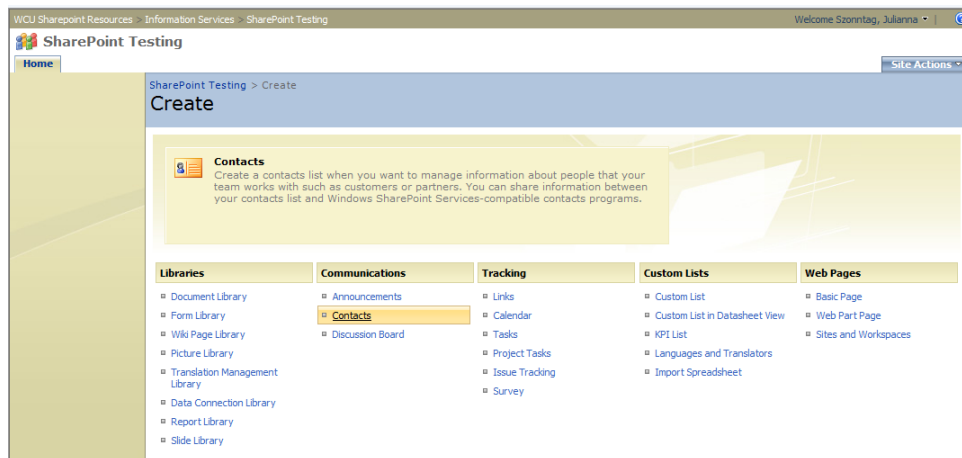 WCU Sharepoint Resources > Information Services > SharePoint Testing
Welcome Szonntag, Julianna
SharePoint Testing
Home
Site Actions
SharePoint Testing > Create
Create
Contacts
Create a contacts list when you want to manage information about people that your
team works with such as customers or partners. You can share information between
your contacts list and Windows SharePoint Services-compatible contacts programs.
Libraries
Document Library
Form Library
Wiki Page Library
Picture Library
Translation Management
Library
Data Connection Library
Report Library
Slide Library
Communications
Announcements
Contacts
Discussion Board
Tracking
Links
Calendar
Tasks
Project Tasks
Issue Tracking
Survey
Custom Lists
Custom List
Custom List in Datasheet View
KPI List
Languages and Translators
Import Spreadsheet
Web Pages
Basic Page
Web Part Page
Sites and Workspaces